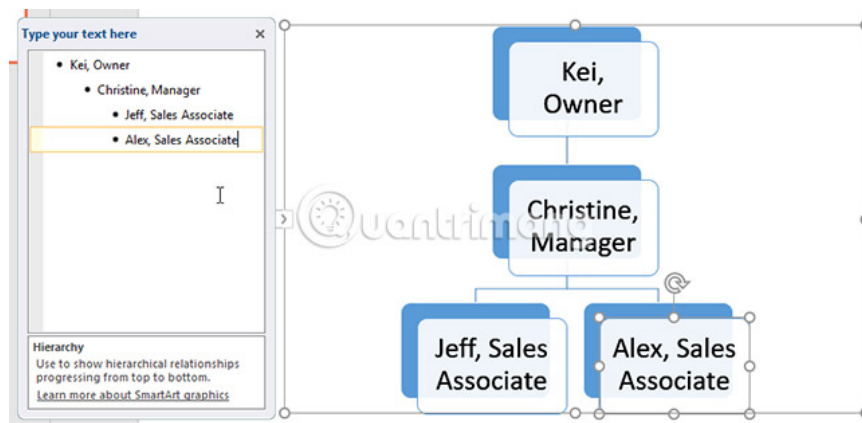 Type your text here
Kei, Owner
Christine, Manager
Jeff, Sales Associate
Alex, Sales Associate
Hierarchy
Use to show hierarchical relationships
progressing from top to bottom.
Learn more about SmartArt graphics
Kei,
Owner
Christine,
Manager
Quantrimang
Jeff, Sales
Associate
Alex, Sales
Associate